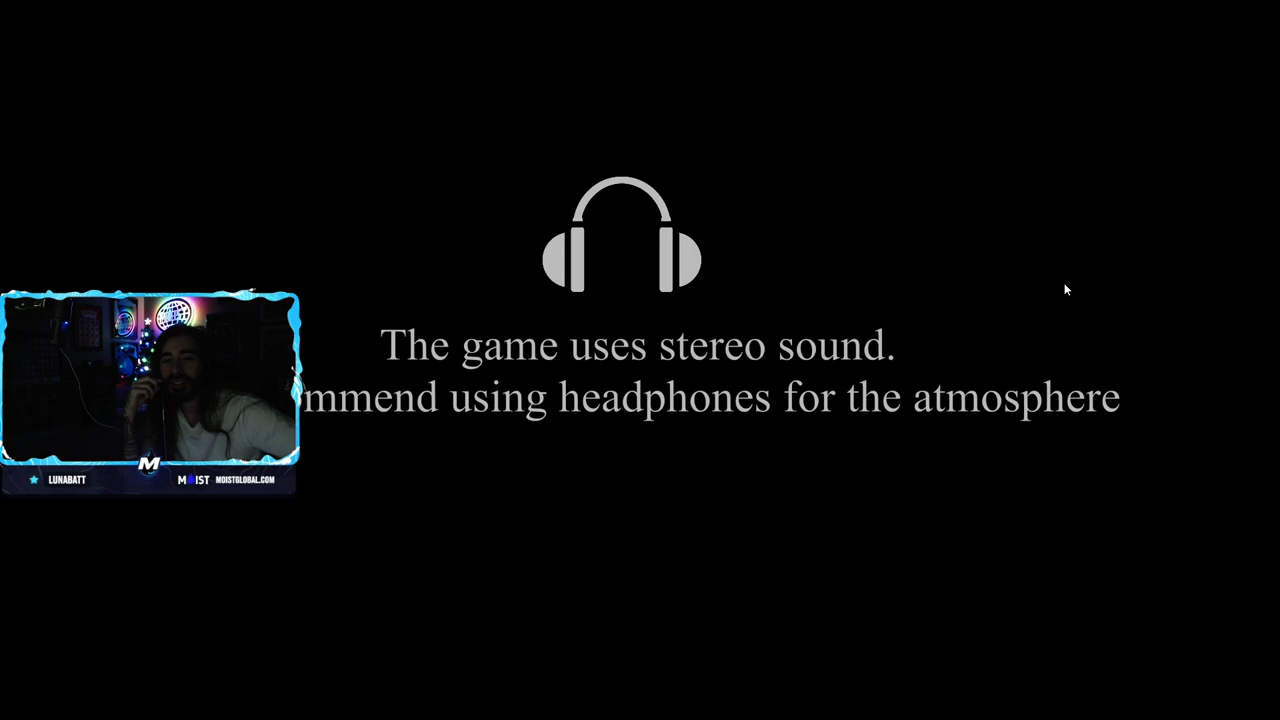 The game uses stereo sound.
mmend using headphones for the atmosphere
M
LUNABATT
MOIST MOISTGLOBAL.COM